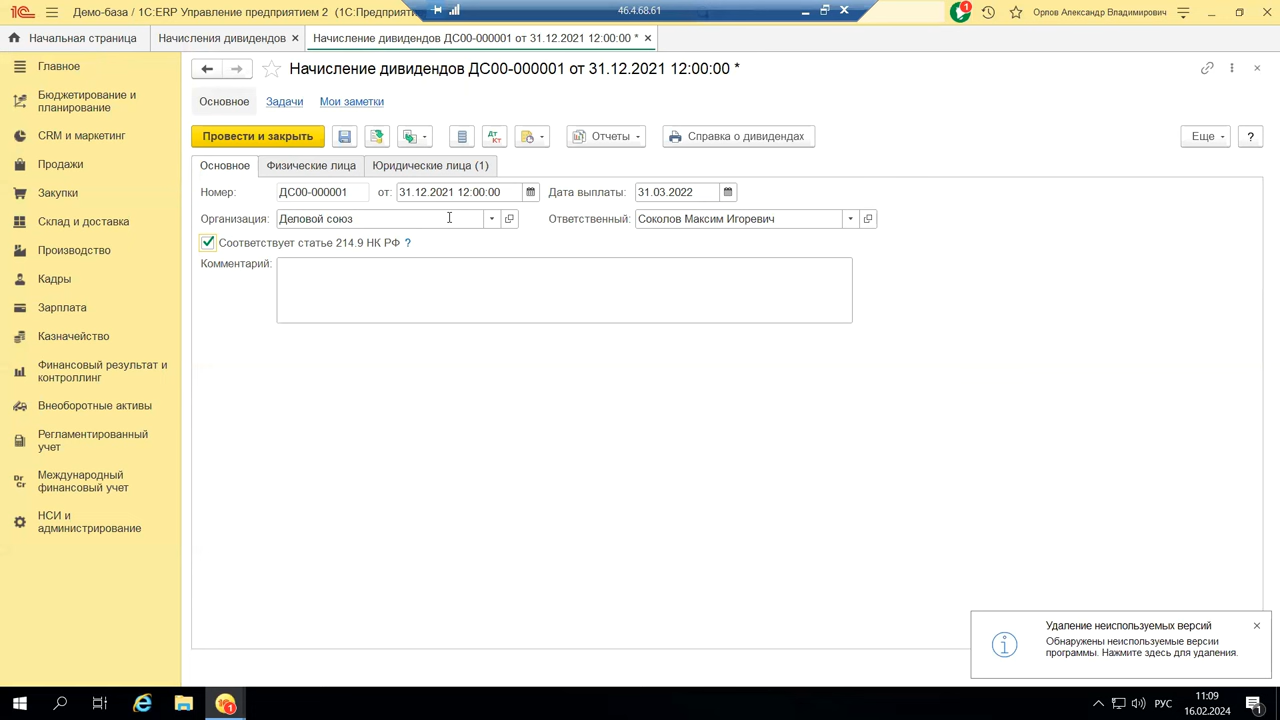 Демо-база / 1С:ERP Управление предприятием 2 (1С:Предприяти
46.4.68.61
Орлов Александр Владимирович
Начальная страница
Начисления дивидендов ×
Начисление дивидендов ДС00-000001 от 31.12.2021 12:00:00 * ×
Главное
Бюджетирование и
планирование
CRM и маркетинг
Продажи
Закупки
Склад и доставка
Производство
Кадры
Зарплата
Казначейство
Финансовый результат и
контроллинг
Внеоборотные активы
Регламентированный
учет
Международный
финансовый учет
НСИ и
администрирование
Начисление дивидендов ДС00-000001 от 31.12.2021 12:00:00 *
Основное Задачи Мои заметки
Провести и закрыть Дт Кт Отчеты Справка о дивидендах Еще ?
Основное Физические лица Юридические лица (1)
Номер: ДС00-000001 от: 31.12.2021 12:00:00 Дата выплаты: 31.03.2022
Организация: Деловой союз Ответственный: Соколов Максим Игоревич
Соответствует статье 214.9 НК РФ ?
Комментарий:
Удаление неиспользуемых версий
Обнаружены неиспользуемые версии
программы. Нажмите здесь для удаления.
РУС
11:09
16.02.2024